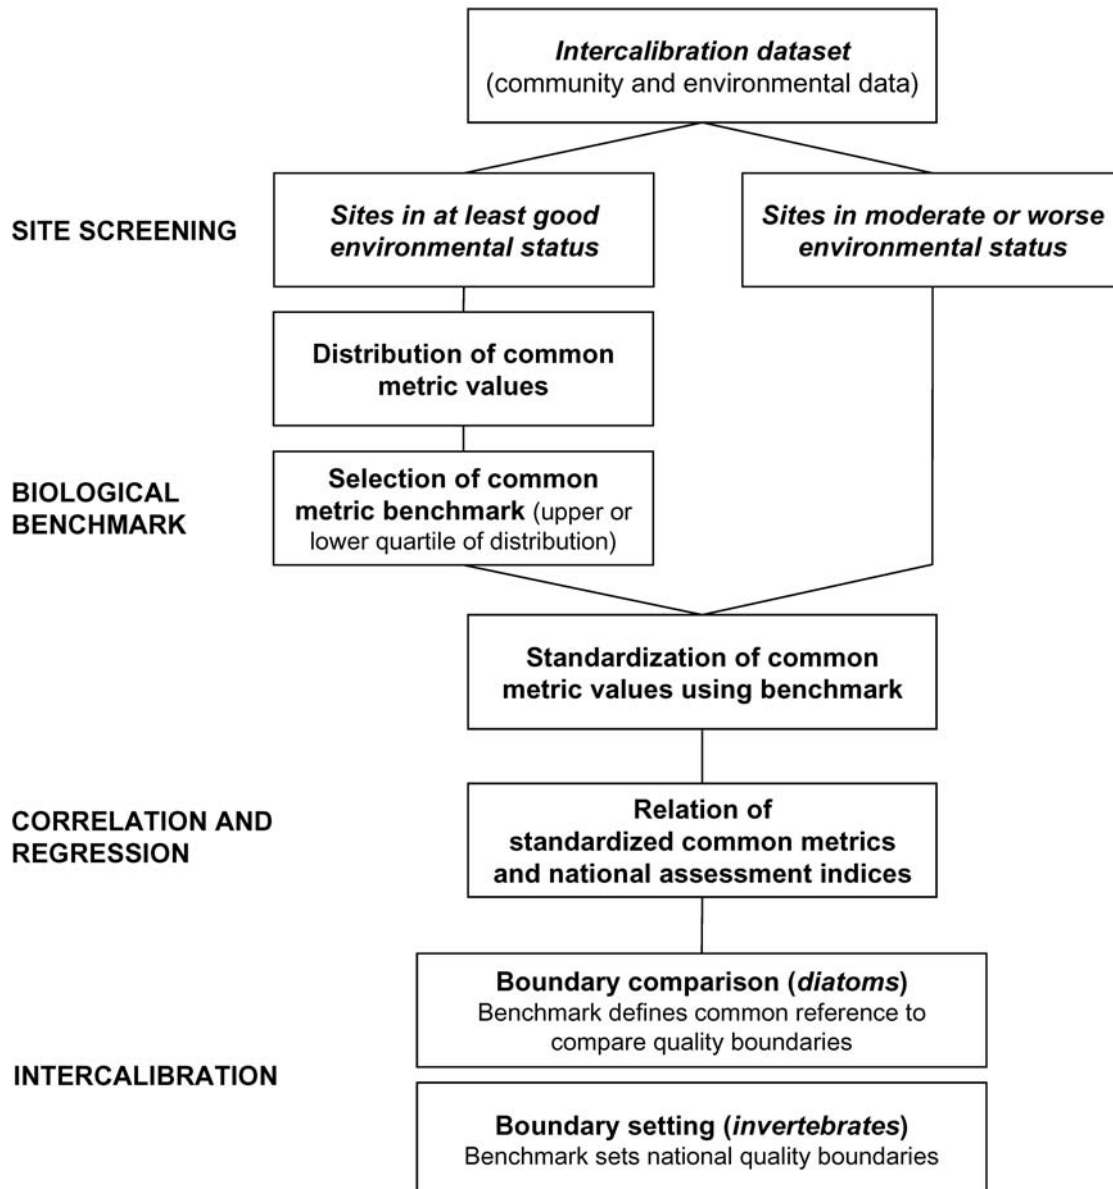 Intercalibration dataset
(community and environmental data)
SITE SCREENING
Sites in at least good
environmental status
Sites in moderate or worse
environmental status
Distribution of common
metric values
BIOLOGICAL
BENCHMARK
Selection of common
metric benchmark (upper or
lower quartile of distribution)
Standardization of common
metric values using benchmark
CORRELATION AND
REGRESSION
Relation of
standardized common metrics
and national assessment indices
INTERCALIBRATION
Boundary comparison (diatoms)
Benchmark defines common reference to
compare quality boundaries
Boundary setting (invertebrates)
Benchmark sets national quality boundaries